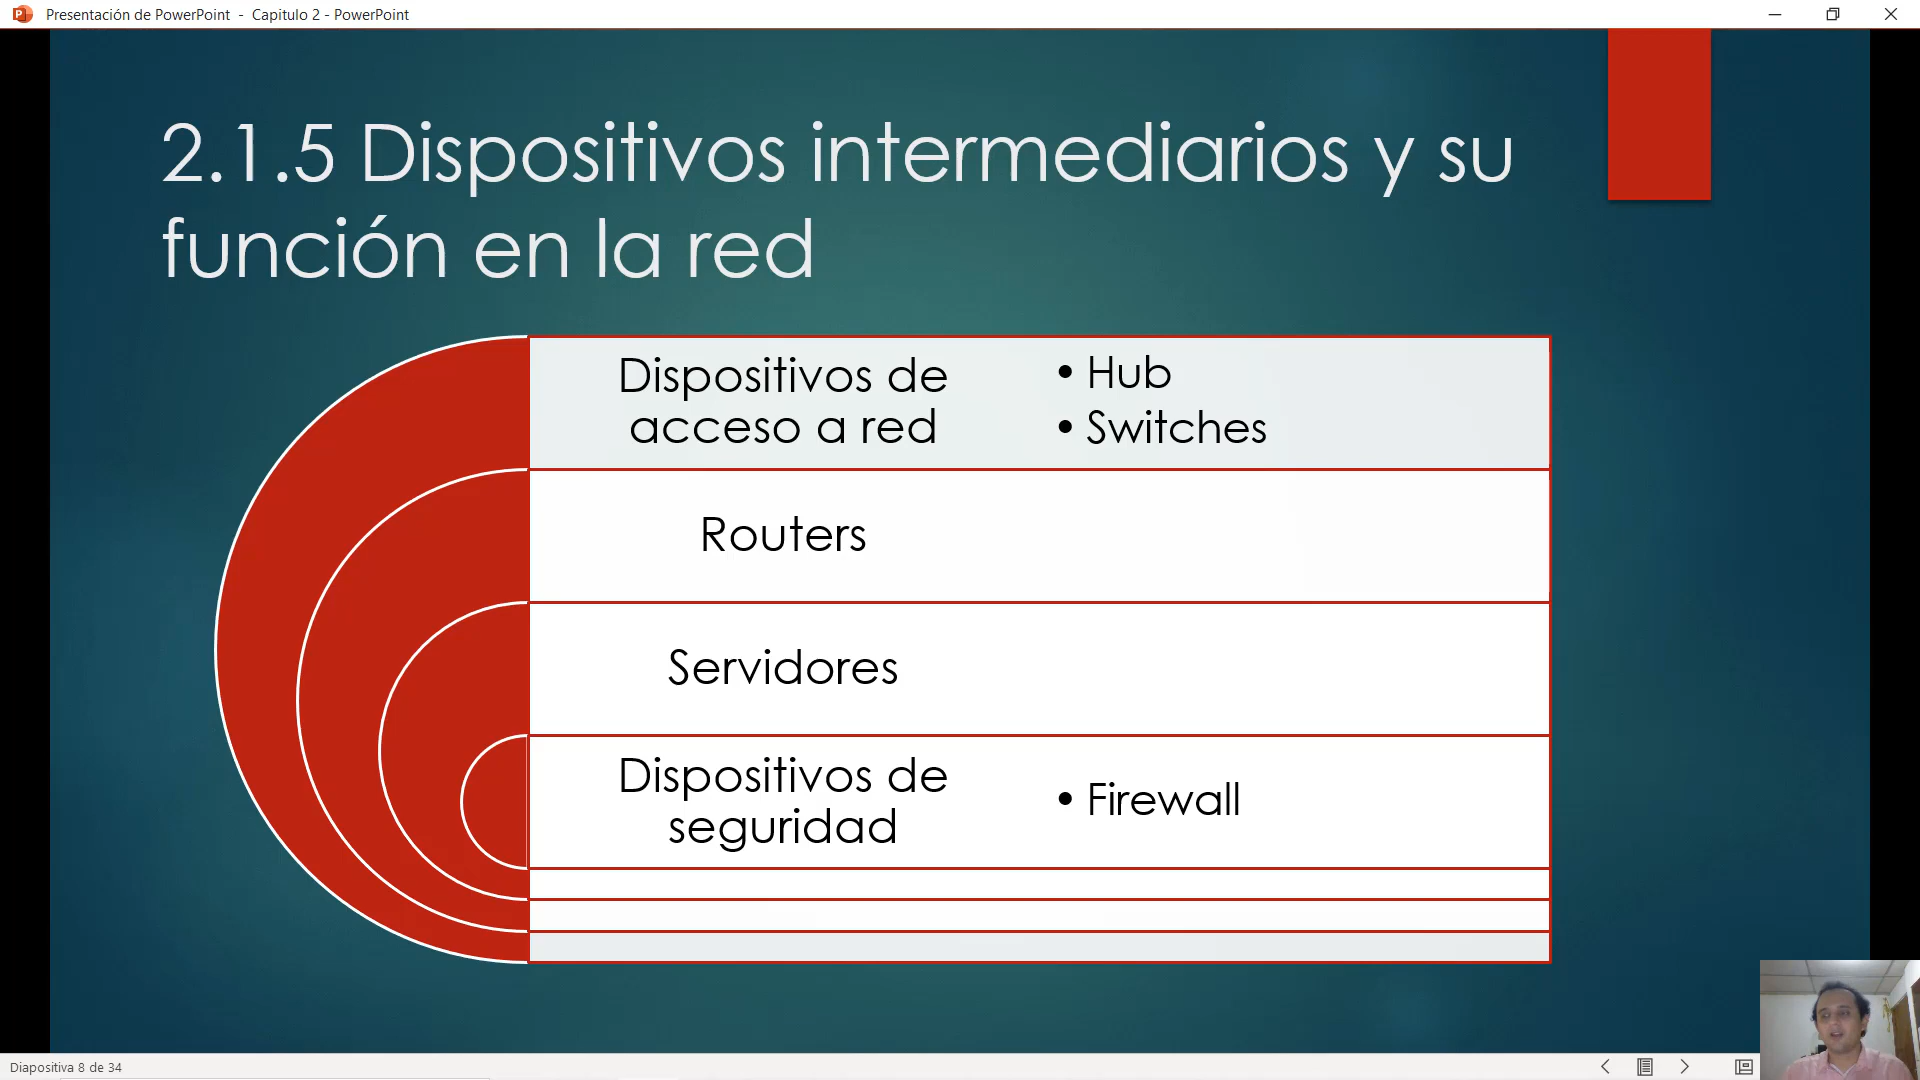 Presentación de PowerPoint - Capitulo 2 - PowerPoint
2.1.5 Dispositivos intermediarios y su
función en la red
Dispositivos de
acceso a red
• Hub
• Switches
Routers
Servidores
Dispositivos de
seguridad
• Firewall
Diapositiva 8 de 34